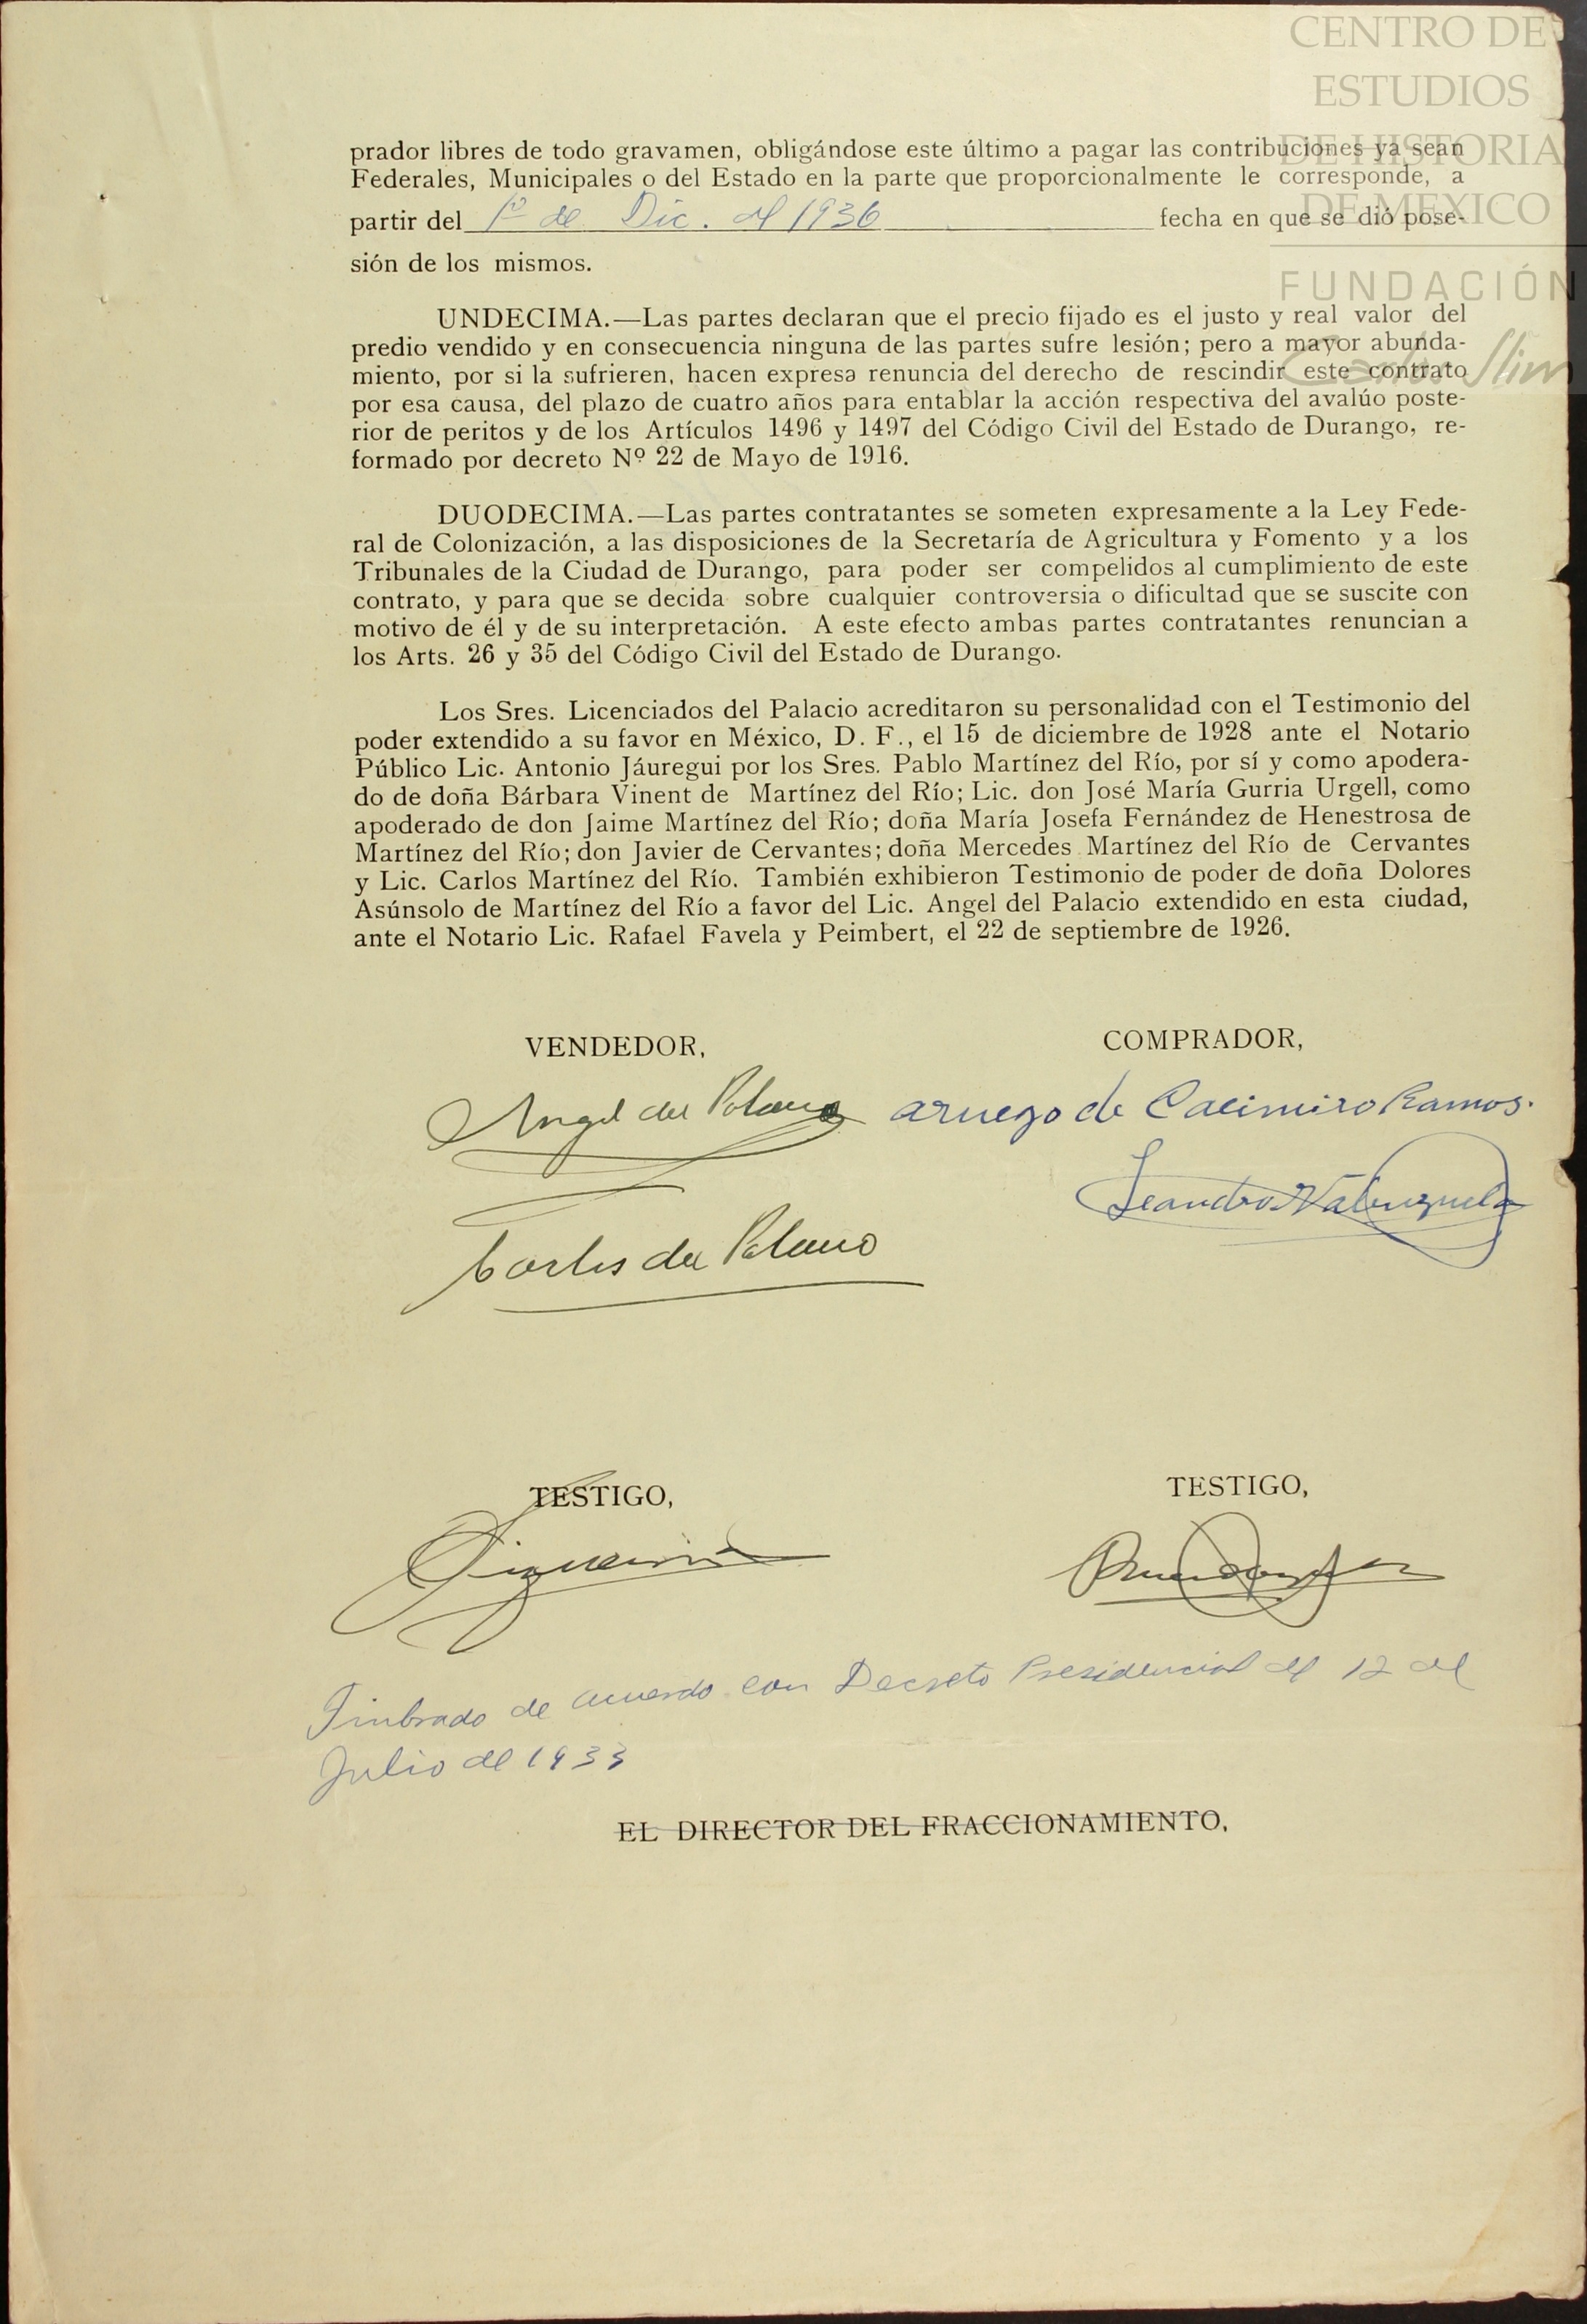 CENTRO DE
ESTUDIOS
DE HISTORIA
DE MEXICO
FUNDACIÓN
Carlos Slim
prador libres de todo gravamen, obligándose este último a pagar las contribuciones ya sean
Federales, Municipales o del Estado en la parte que proporcionalmente le corresponde, a
partir del 1º de Dic. del 1936 fecha en que se dió pose-
sión de los mismos.
UNDECIMA.—Las partes declaran que el precio fijado es el justo y real valor del
predio vendido y en consecuencia ninguna de las partes sufre lesión; pero a mayor abunda-
miento, por si la sufrieren, hacen expresa renuncia del derecho de rescindir este contrato
por esa causa, del plazo de cuatro años para entablar la acción respectiva del avalúo poste-
rior de peritos y de los Artículos 1496 y 1497 del Código Civil del Estado de Durango, re-
formado por decreto Nº 22 de Mayo de 1916.
DUODECIMA.—Las partes contratantes se someten expresamente a la Ley Fede-
ral de Colonización, a las disposiciones de la Secretaría de Agricultura y Fomento y a los
Tribunales de la Ciudad de Durango, para poder ser compelidos al cumplimiento de este
contrato, y para que se decida sobre cualquier controversia o dificultad que se suscite con
motivo de él y de su interpretación. A este efecto ambas partes contratantes renuncian a
los Arts. 26 y 35 del Código Civil del Estado de Durango.
Los Sres. Licenciados del Palacio acreditaron su personalidad con el Testimonio del
poder extendido a su favor en México, D. F., el 15 de diciembre de 1928 ante el Notario
Público Lic. Antonio Jáuregui por los Sres. Pablo Martínez del Río, por sí y como apodera-
do de doña Bárbara Vinent de Martínez del Río; Lic. don José María Gurria Urgell, como
apoderado de don Jaime Martínez del Río; doña María Josefa Fernández de Henestrosa de
Martínez del Río; don Javier de Cervantes; doña Mercedes Martínez del Río de Cervantes
y Lic. Carlos Martínez del Río. También exhibieron Testimonio de poder de doña Dolores
Asúnsolo de Martínez del Río a favor del Lic. Angel del Palacio extendido en esta ciudad,
ante el Notario Lic. Rafael Favela y Peimbert, el 22 de septiembre de 1926.
VENDEDOR,
COMPRADOR,
Angel del Palacio
aruego de Casimiro Ramos.
Leandro Valenzuela
Carlos del Palacio
TESTIGO,
TESTIGO,
Timbrado de acuerdo con Decreto Presidencial del 12 del
Julio del 1933
EL DIRECTOR DEL FRACCIONAMIENTO,